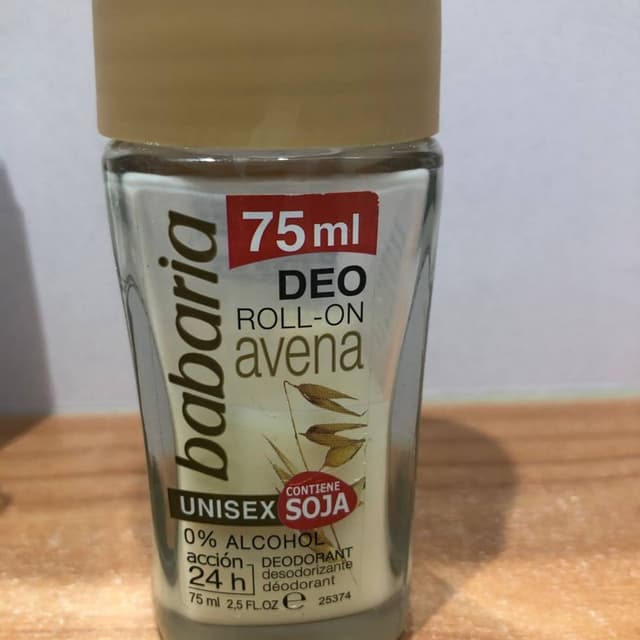 babaria
75 ml
DEO
ROLL-ON
avena
UNISEX
CONTIENE
SOJA
0% ALCOHOL
acción
24 h
DEODORANT
desodorizante
déodorant
75 ml 2,5 FL.OZ e 25374